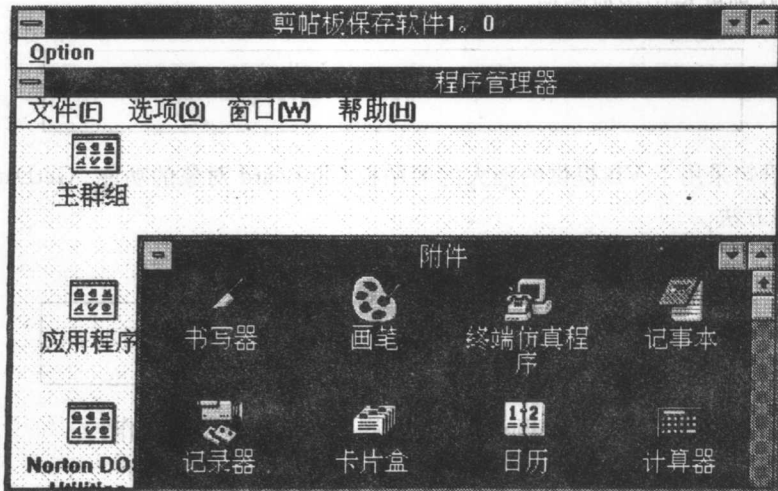 剪帖板保存软件1。0
Option
程序管理器
文件(F) 选项(O) 窗口(W) 帮助(H)
主群组
附件
应用程序 书写器 画笔 终端仿真程序 记事本
Norton DO 记录器 卡片盒 日历 计算器